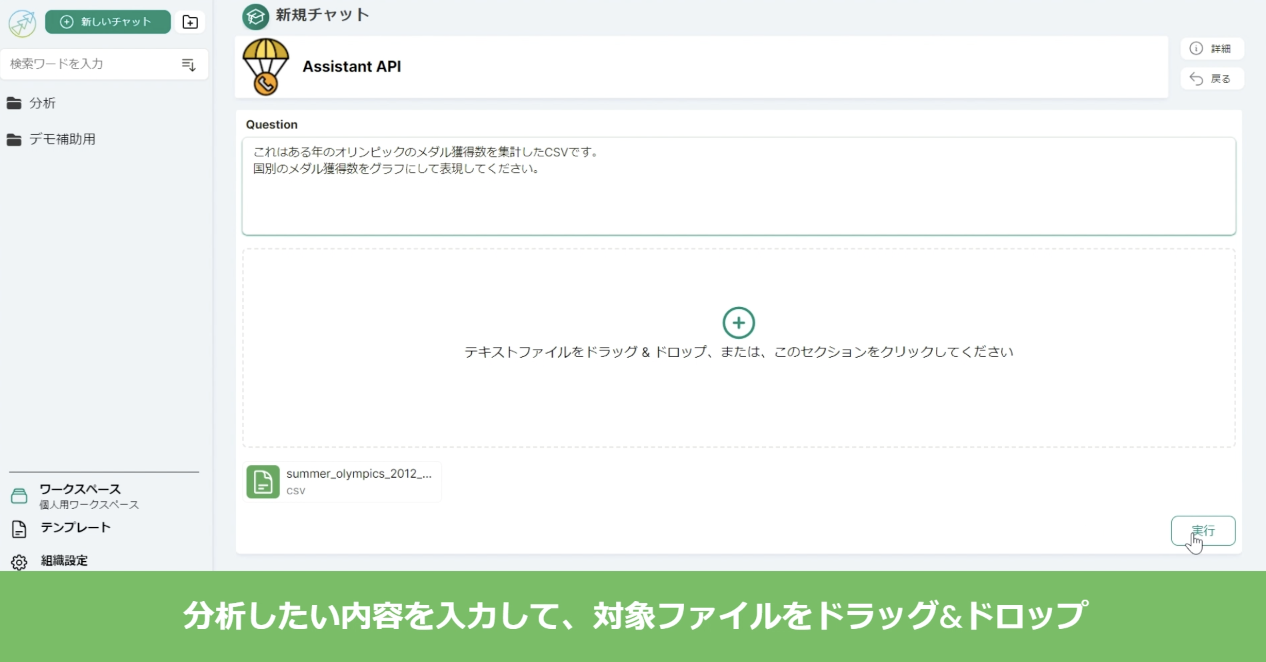 新しいチャット
検索ワードを入力
分析
デモ補助用
ワークスペース
個人用ワークスペース
テンプレート
組織設定
新規チャット
Assistant API
詳細
戻る
Question
これはある年のオリンピックのメダル獲得数を集計したCSVです。
国別のメダル獲得数をグラフにして表現してください。
テキストファイルをドラッグ & ドロップ、または、このセクションをクリックしてください
summer_olympics_2012_...
csv
実行
分析したい内容を入力して、対象ファイルをドラッグ&ドロップ